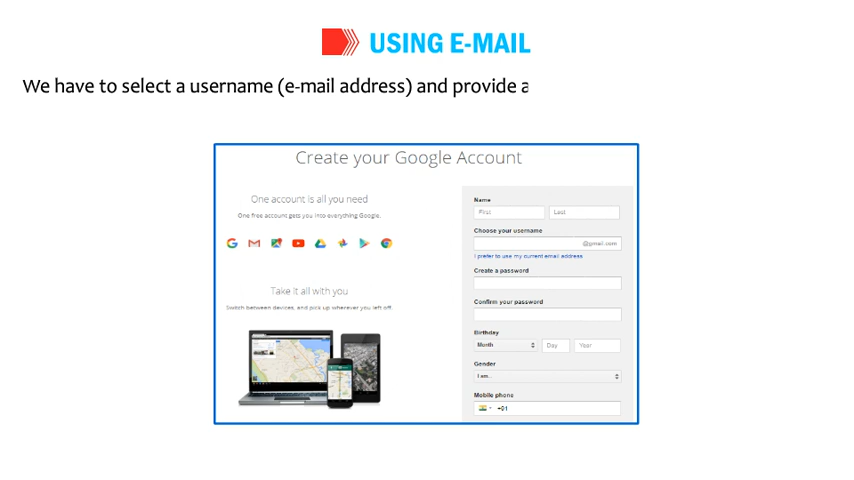 USING E-MAIL
We have to select a username (e-mail address) and provide a
Create your Google Account
One account is all you need
One free account gets you into everything Google.
Take it all with you
Switch between devices, and pick up wherever you left off.
Name
First Last
Choose your username
@gmail.com
I prefer to use my current email address
Create a password
Confirm your password
Birthday
Month Day Year
Gender
I am...
Mobile phone
+91